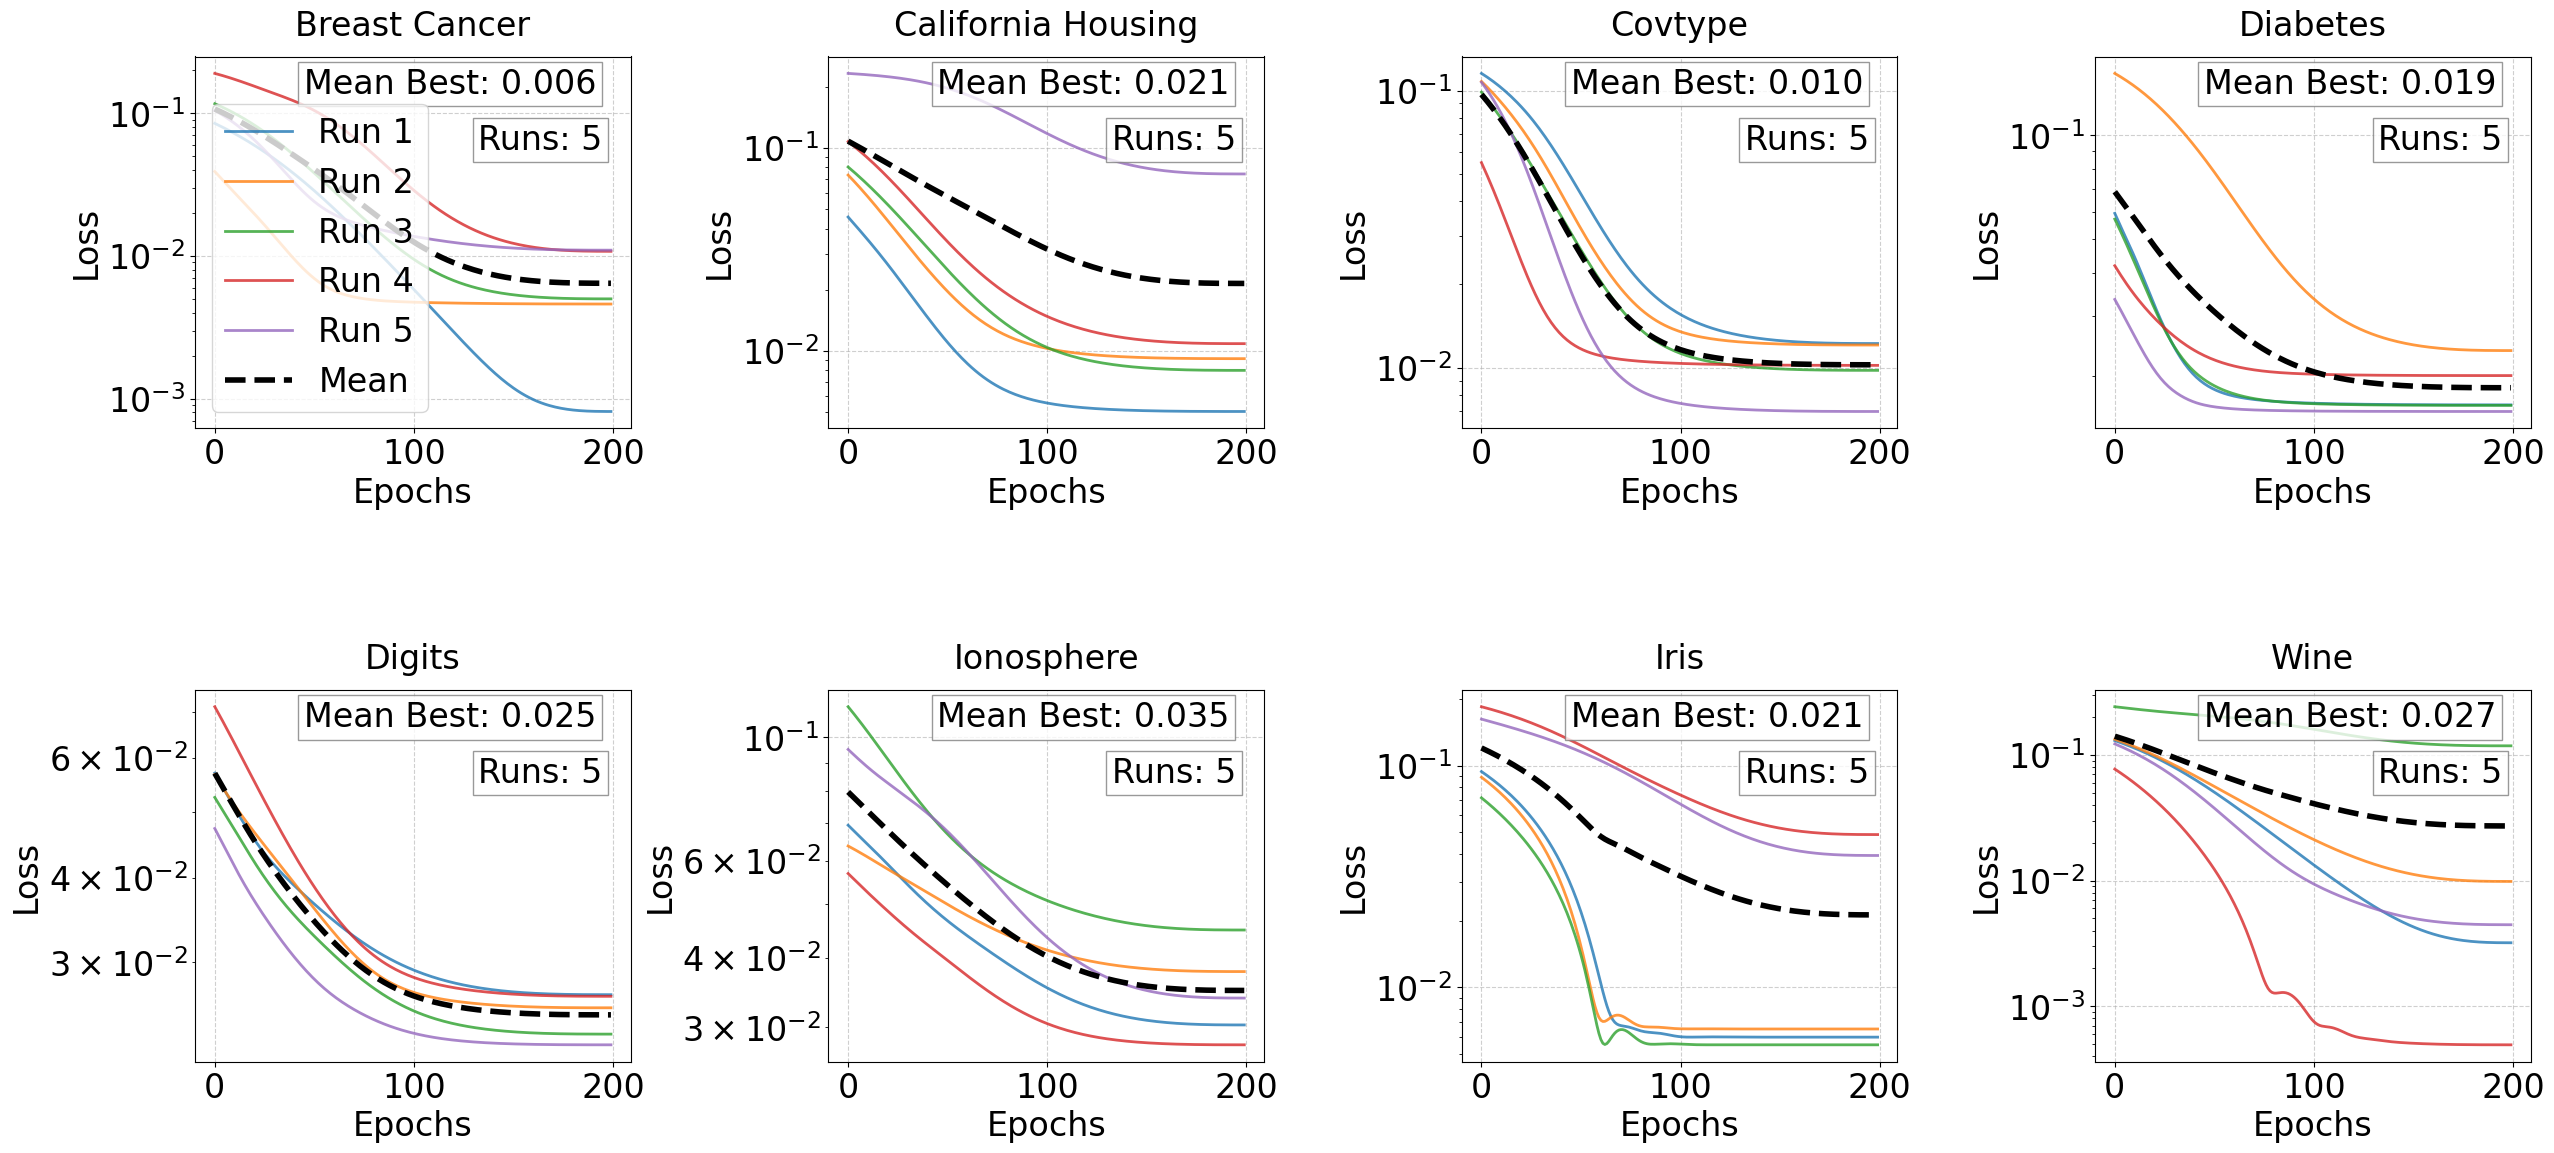 Breast Cancer
Mean Best: 0.006
Runs: 5
Run 1
Run 2
Run 3
Run 4
Run 5
Mean
10⁻¹
10⁻²
10⁻³
Loss
0 100 200
Epochs
California Housing
Mean Best: 0.021
Runs: 5
10⁻¹
10⁻²
Loss
0 100 200
Epochs
Covtype
Mean Best: 0.010
Runs: 5
10⁻¹
10⁻²
Loss
0 100 200
Epochs
Diabetes
Mean Best: 0.019
Runs: 5
10⁻¹
Loss
0 100 200
Epochs
Digits
Mean Best: 0.025
Runs: 5
6 × 10⁻²
4 × 10⁻²
3 × 10⁻²
Loss
0 100 200
Epochs
Ionosphere
Mean Best: 0.035
Runs: 5
10⁻¹
6 × 10⁻²
4 × 10⁻²
3 × 10⁻²
Loss
0 100 200
Epochs
Iris
Mean Best: 0.021
Runs: 5
10⁻¹
10⁻²
Loss
0 100 200
Epochs
Wine
Mean Best: 0.027
Runs: 5
10⁻¹
10⁻²
10⁻³
Loss
0 100 200
Epochs